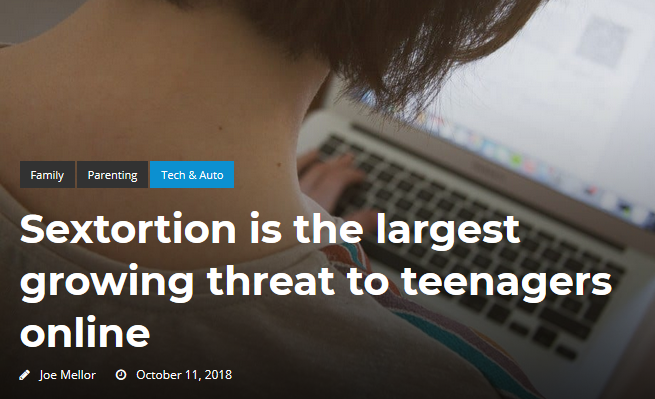 Family Parenting Tech & Auto
Sextortion is the largest
growing threat to teenagers
online
Joe Mellor October 11, 2018